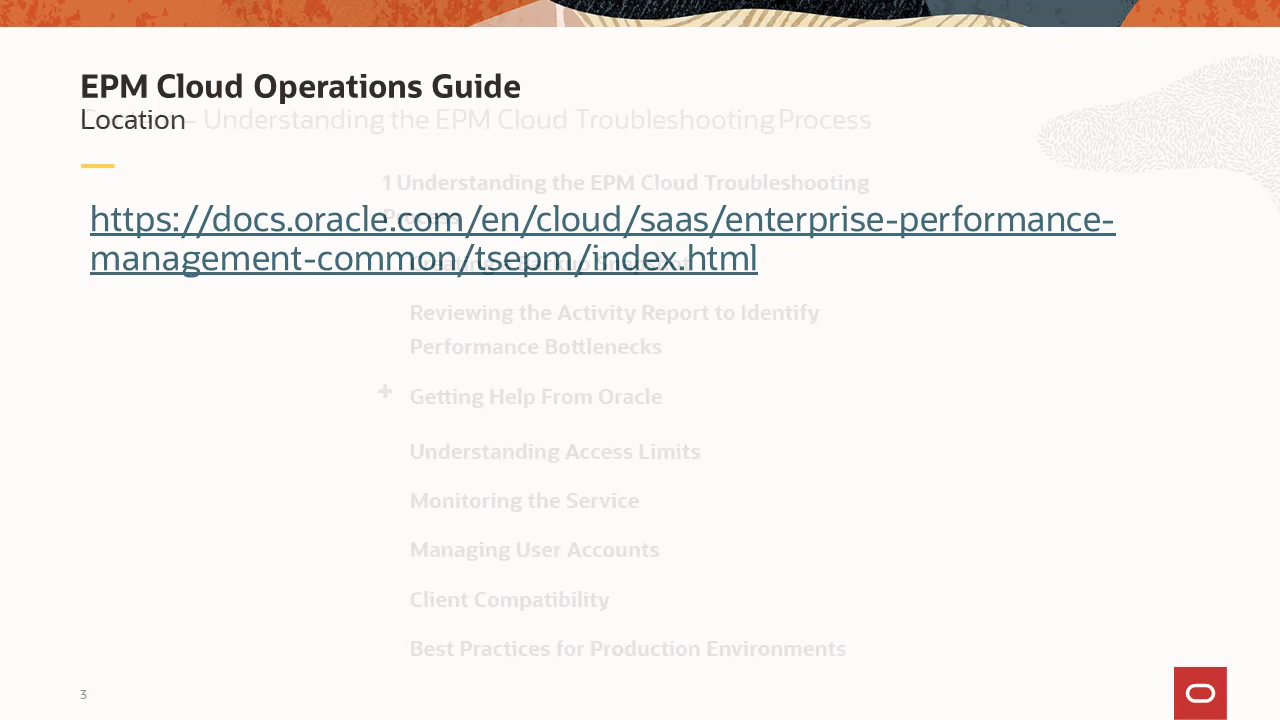 EPM Cloud Operations Guide
Location
– Understanding the EPM Cloud Troubleshooting Process
1 Understanding the EPM Cloud Troubleshooting
Process
https://docs.oracle.com/en/cloud/saas/enterprise-performance-
management-common/tsepm/index.html
Reviewing the Activity Report to Identify
Performance Bottlenecks
+ Getting Help From Oracle
Understanding Access Limits
Monitoring the Service
Managing User Accounts
Client Compatibility
Best Practices for Production Environments
3